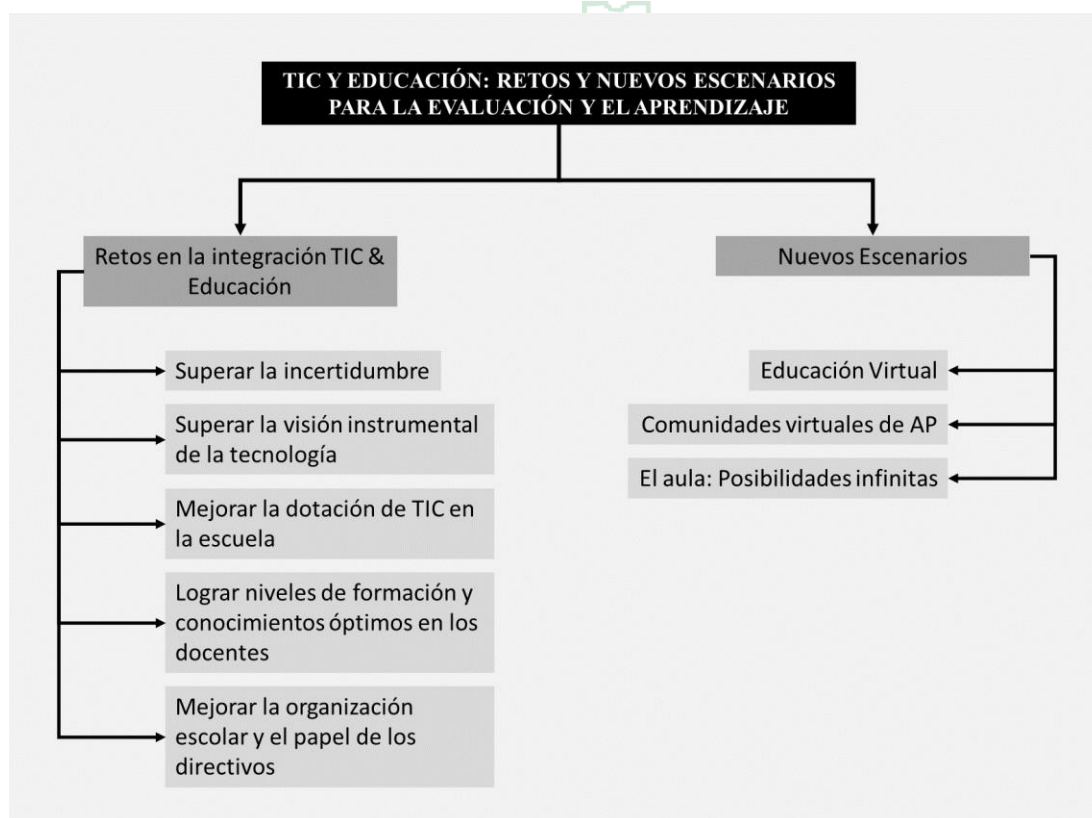 TIC Y EDUCACIÓN: RETOS Y NUEVOS ESCENARIOS
PARA LA EVALUACIÓN Y EL APRENDIZAJE
Retos en la integración TIC &
Educación
Superar la incertidumbre
Superar la visión instrumental
de la tecnología
Mejorar la dotación de TIC en
la escuela
Lograr niveles de formación y
conocimientos óptimos en los
docentes
Mejorar la organización
escolar y el papel de los
directivos
Nuevos Escenarios
Educación Virtual
Comunidades virtuales de AP
El aula: Posibilidades infinitas